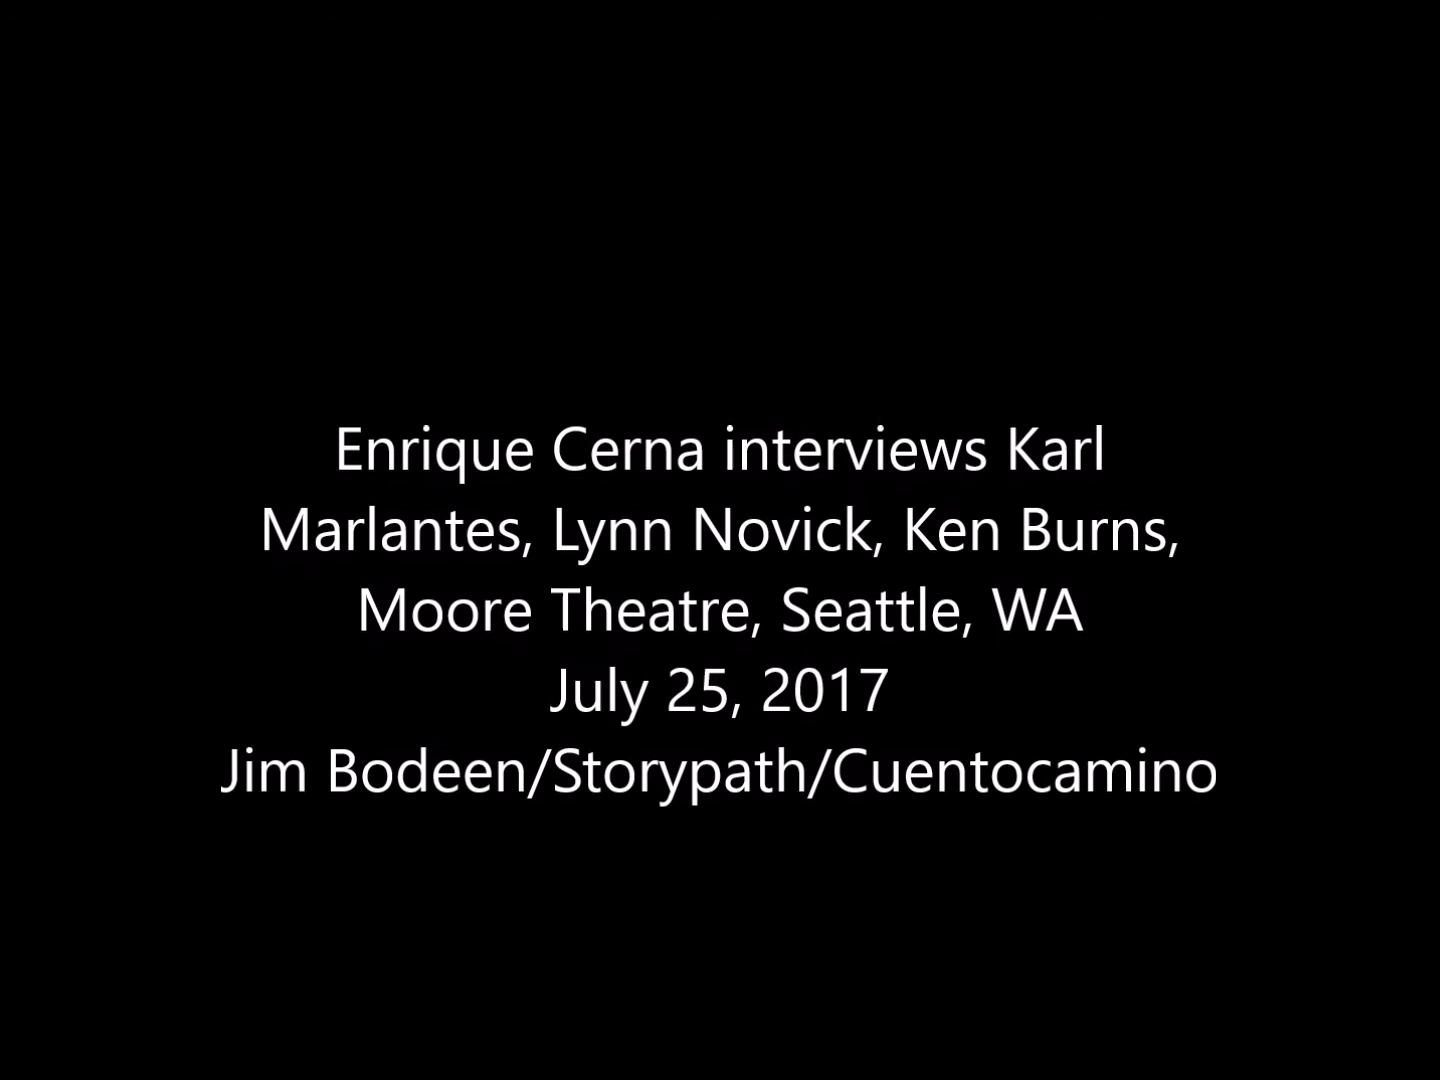 Enrique Cerna interviews Karl
Marlantes, Lynn Novick, Ken Burns,
Moore Theatre, Seattle, WA
July 25, 2017
Jim Bodeen/Storypath/Cuentocamino